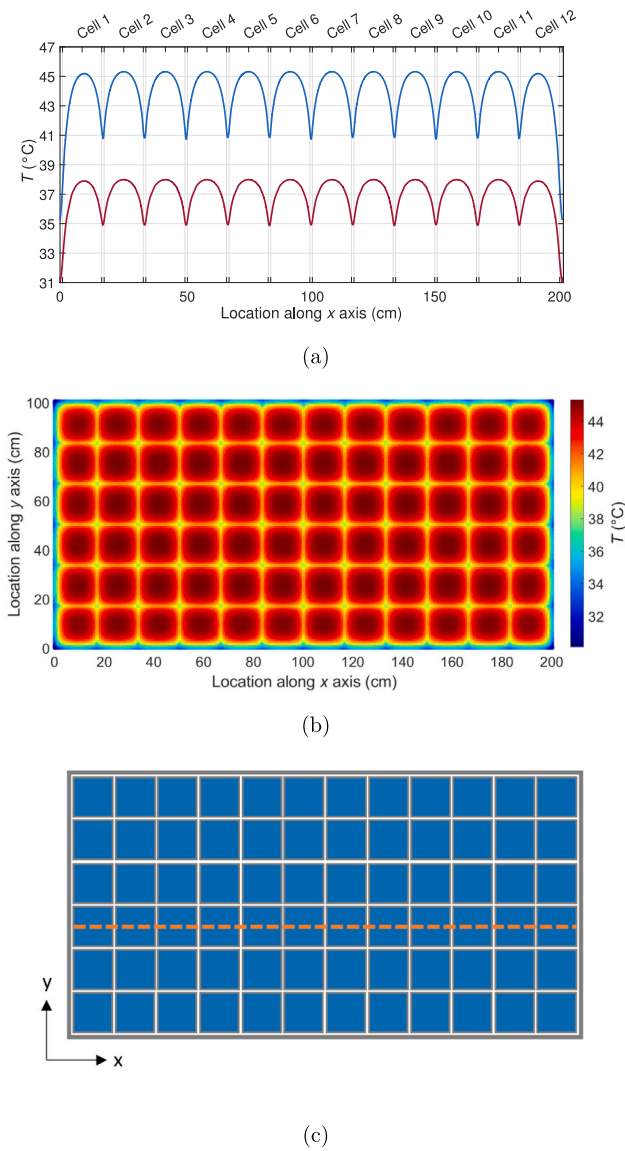 Cell 1 Cell 2 Cell 3 Cell 4 Cell 5 Cell 6 Cell 7 Cell 8 Cell 9 Cell 10 Cell 11 Cell 12
47
45
43
41
39
37
35
33
31
T (°C)
0 50 100 150 200
Location along x axis (cm)
(a)
100
80
60
40
20
0
Location along y axis (cm)
0 20 40 60 80 100 120 140 160 180 200
Location along x axis (cm)
44
42
40
38
36
34
32
T (°C)
(b)
y
x
(c)